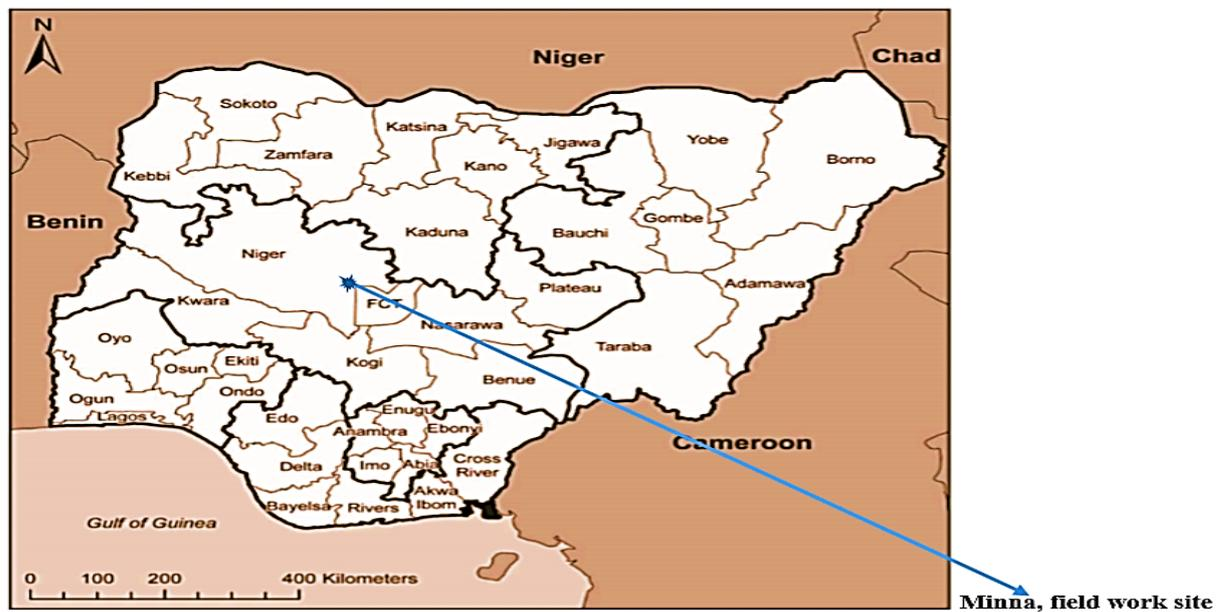 N
Niger
Chad
Sokoto
Katsina
Jigawa
Yobe
Zamfara
Kano
Borno
Kebbi
Benin
Gombe
Kaduna
Bauchi
Niger
Adamawa
Plateau
Kwara
FCT
Nasarawa
Oyo
Taraba
Kogi
Ekiti
Osun
Benue
Ondo
Ogun
Enugu
Lagos
Edo
Ebonyi
Anambra
Cameroon
Cross
River
Delta
Imo
Abia
Akwa
Ibom
Bayelsa
Rivers
Gulf of Guinea
0 100 200 400 Kilometers
Minna, field work site